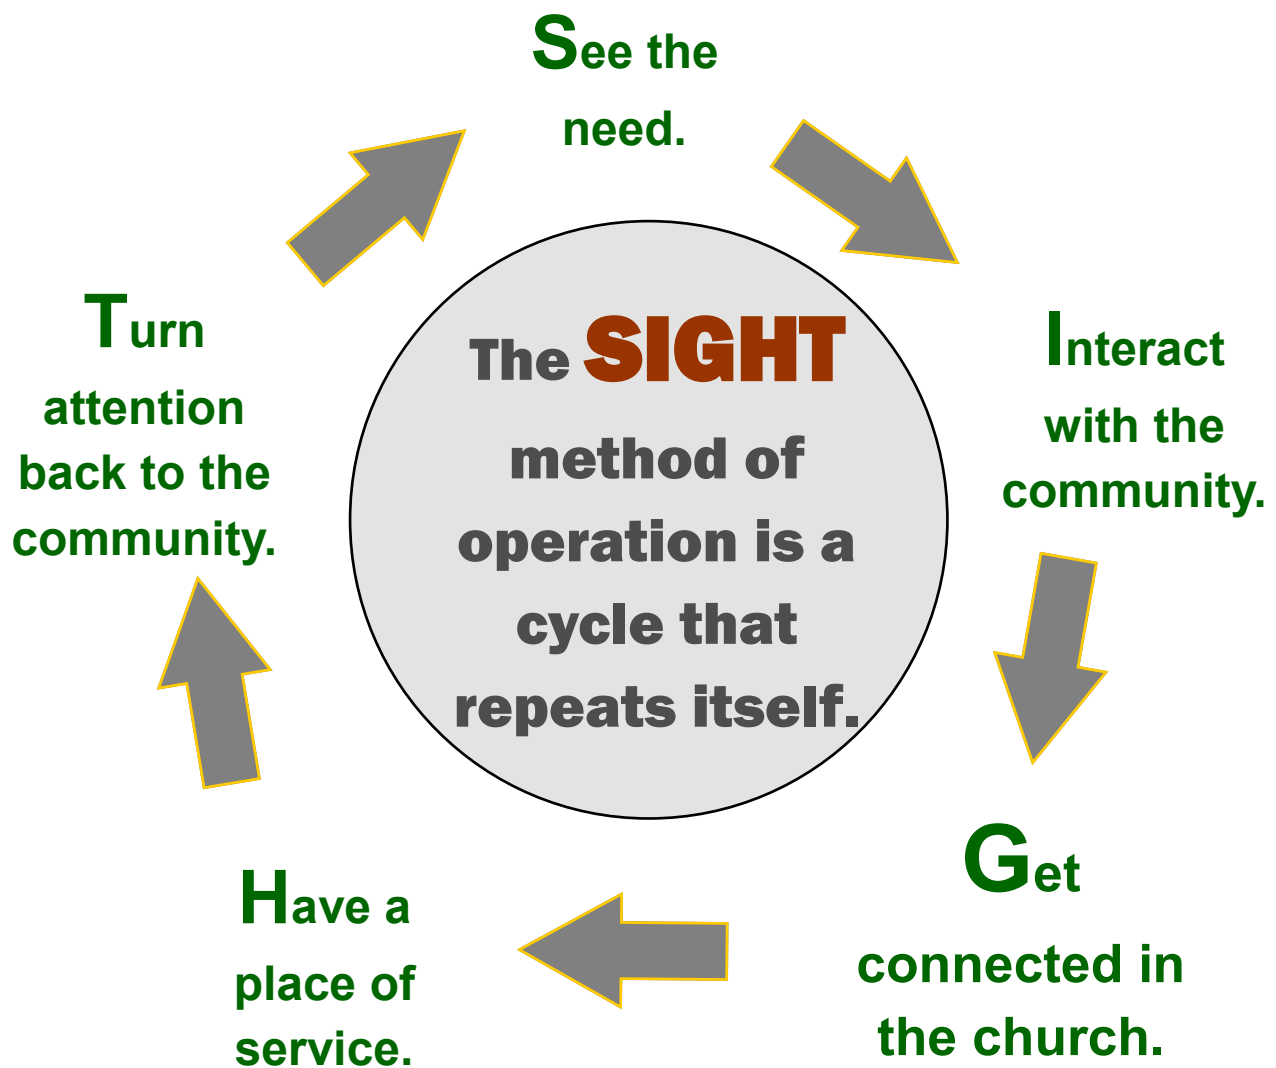 See the
need.
Interact
with the
community.
Get
connected in
the church.
Have a
place of
service.
Turn
attention
back to the
community.
The SIGHT
method of
operation is a
cycle that
repeats itself.